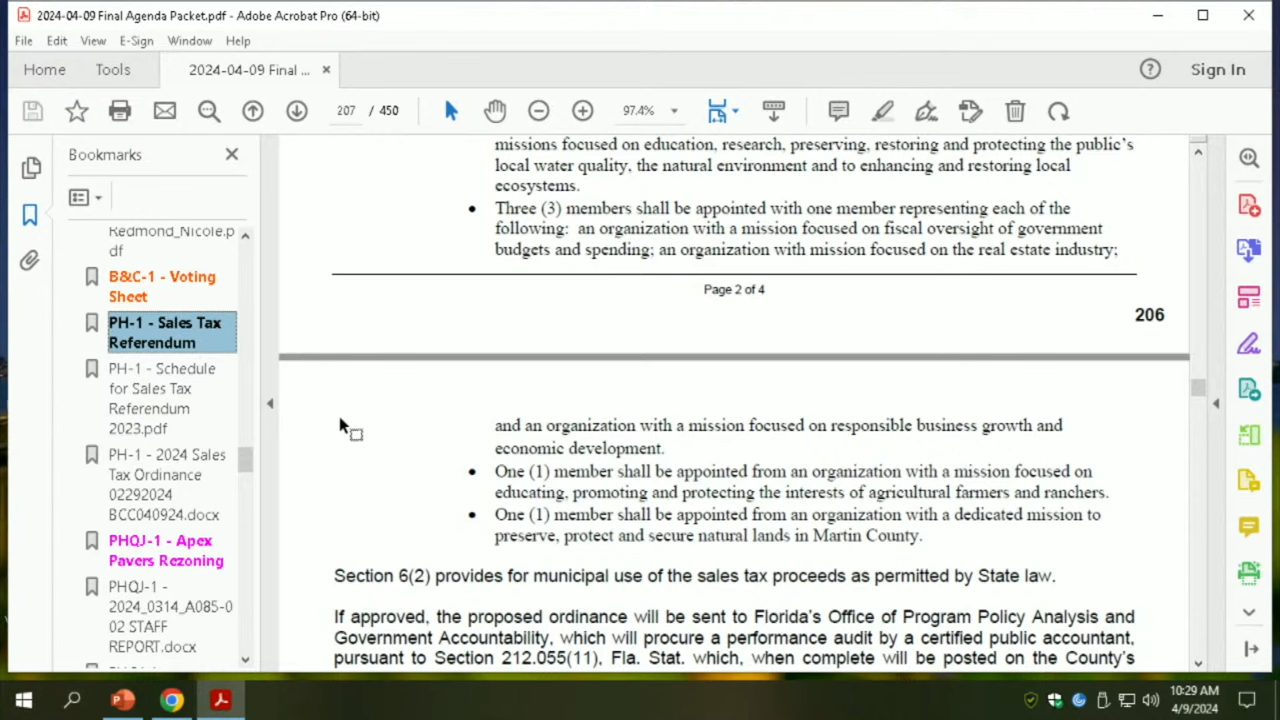 2024-04-09 Final Agenda Packet.pdf - Adobe Acrobat Pro (64-bit)
File Edit View E-Sign Window Help
Home Tools 2024-04-09 Final ... × Sign In
207 / 450 97.4%
Bookmarks
Redmond_Nicole.p
df
B&C-1 - Voting
Sheet
PH-1 - Sales Tax
Referendum
PH-1 - Schedule
for Sales Tax
Referendum
2023.pdf
PH-1 - 2024 Sales
Tax Ordinance
02292024
BCC040924.docx
PHQJ-1 - Apex
Pavers Rezoning
PHQJ-1 -
2024_0314_A085-0
02 STAFF
REPORT.docx
missions focused on education, research, preserving, restoring and protecting the public's
local water quality, the natural environment and to enhancing and restoring local
ecosystems.
• Three (3) members shall be appointed with one member representing each of the
following: an organization with a mission focused on fiscal oversight of government
budgets and spending; an organization with mission focused on the real estate industry;
Page 2 of 4
206
and an organization with a mission focused on responsible business growth and
economic development.
• One (1) member shall be appointed from an organization with a mission focused on
educating, promoting and protecting the interests of agricultural farmers and ranchers.
• One (1) member shall be appointed from an organization with a dedicated mission to
preserve, protect and secure natural lands in Martin County.
Section 6(2) provides for municipal use of the sales tax proceeds as permitted by State law.
If approved, the proposed ordinance will be sent to Florida's Office of Program Policy Analysis and
Government Accountability, which will procure a performance audit by a certified public accountant,
pursuant to Section 212.055(11), Fla. Stat. which, when complete will be posted on the County's
10:29 AM
4/9/2024